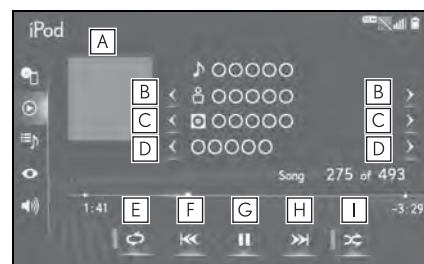 iPod
A
♪ OOOOO
B < OOOOO > B
C < OOOOO > C
D < OOOOO > D
Song 275 of 493
1:41 -3:29
E F G H I